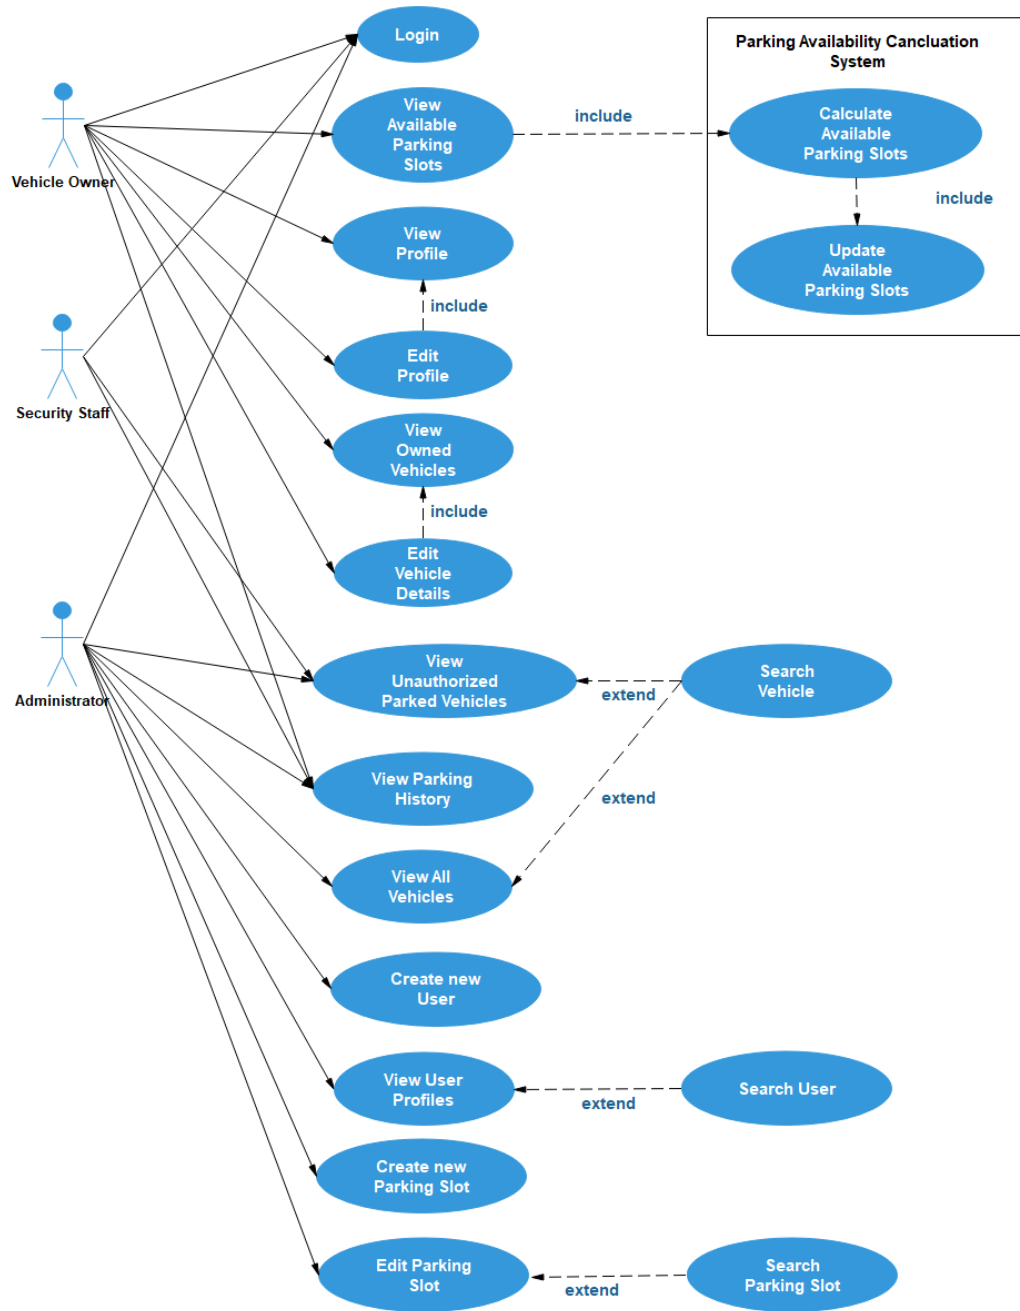 Login
Parking Availability Cancluation
System
View
Available
Parking
Slots
include
Calculate
Available
Parking Slots
Vehicle Owner
include
View
Profile
Update
Available
Parking Slots
include
Edit
Profile
Security Staff
View
Owned
Vehicles
include
Edit
Vehicle
Details
Administrator
View
Unauthorized
Parked Vehicles
extend
Search
Vehicle
View Parking
History
extend
View All
Vehicles
Create new
User
View User
Profiles
extend
Search User
Create new
Parking Slot
Edit Parking
Slot
extend
Search
Parking Slot